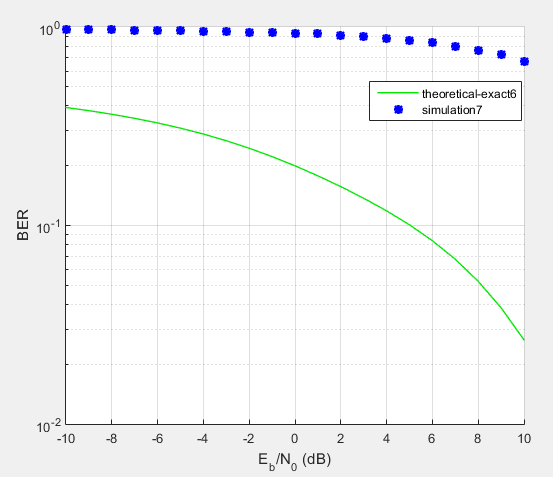 10^0
theoretical-exact6
simulation7
BER
10^-1
10^-2
-10 -8 -6 -4 -2 0 2 4 6 8 10
E_b/N_0 (dB)